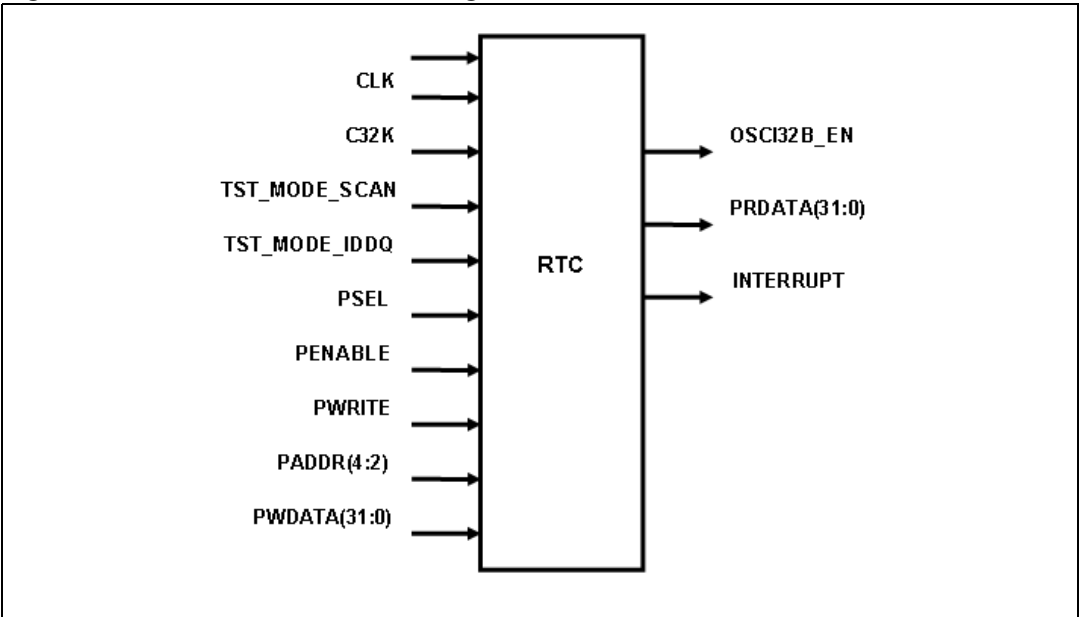 CLK
C32K
TST_MODE_SCAN
TST_MODE_IDDQ
PSEL
PENABLE
PWRITE
PADDR(4:2)
PWDATA(31:0)
RTC
OSCI32B_EN
PRDATA(31:0)
INTERRUPT